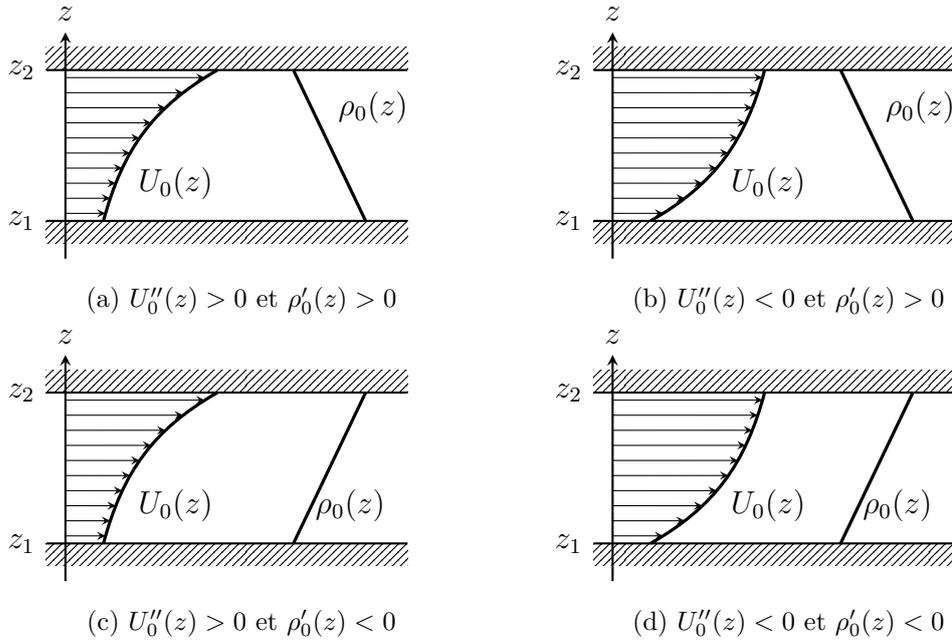 z z
z₂ z₂
ρ₀(z) ρ₀(z)
U₀(z) U₀(z)
z₁ z₁
(a) U₀″(z) > 0 et ρ₀′(z) > 0 (b) U₀″(z) < 0 et ρ₀′(z) > 0
z z
z₂ z₂
U₀(z) ρ₀(z) U₀(z) ρ₀(z)
z₁ z₁
(c) U₀″(z) > 0 et ρ₀′(z) < 0 (d) U₀″(z) < 0 et ρ₀′(z) < 0